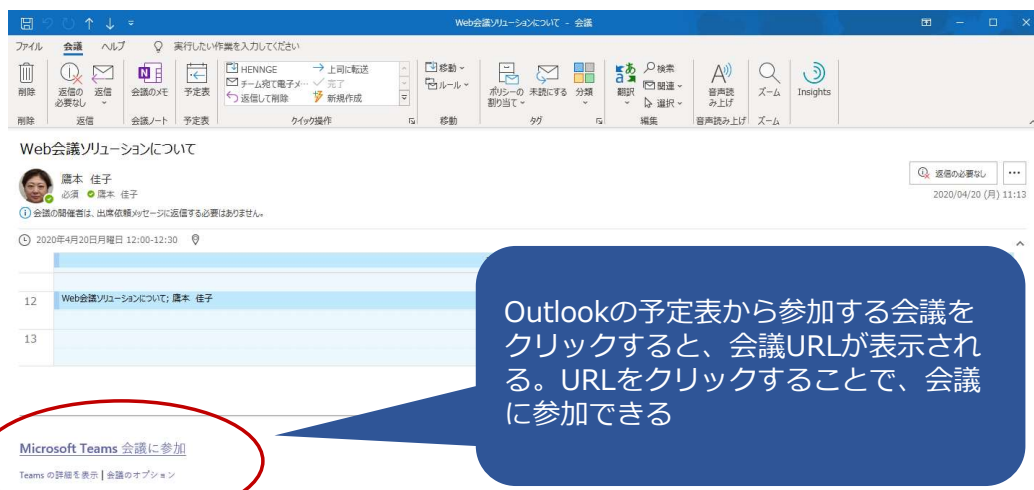 Web会議ソリューションについて - 会議
ファイル 会議 ヘルプ 実行したい作業を入力してください
削除
返信の必要なし
返信
会議のメモ
予定表
HENNGE
チーム宛て電子メ…
返信して削除
上司に転送
完了
新規作成
移動
ルール
ポリシーの割り当て
未読にする
分類
翻訳
検索
関連
選択
音声読み上げ
ズーム
Insights
削除 返信 会議ノート 予定表 クイック操作 移動 タグ 編集 音声読み上げ ズーム
Web会議ソリューションについて
鷹本 佳子
必須 鷹本 佳子
返信の必要なし
2020/04/20 (月) 11:13
会議の開催者は、出席依頼メッセージに返信する必要はありません。
2020年4月20日月曜日 12:00-12:30
12 Web会議ソリューションについて; 鷹本 佳子
13
Outlookの予定表から参加する会議を
クリックすると、会議URLが表示され
る。URLをクリックすることで、会議
に参加できる
Microsoft Teams 会議に参加
Teams の詳細を表示 | 会議のオプション